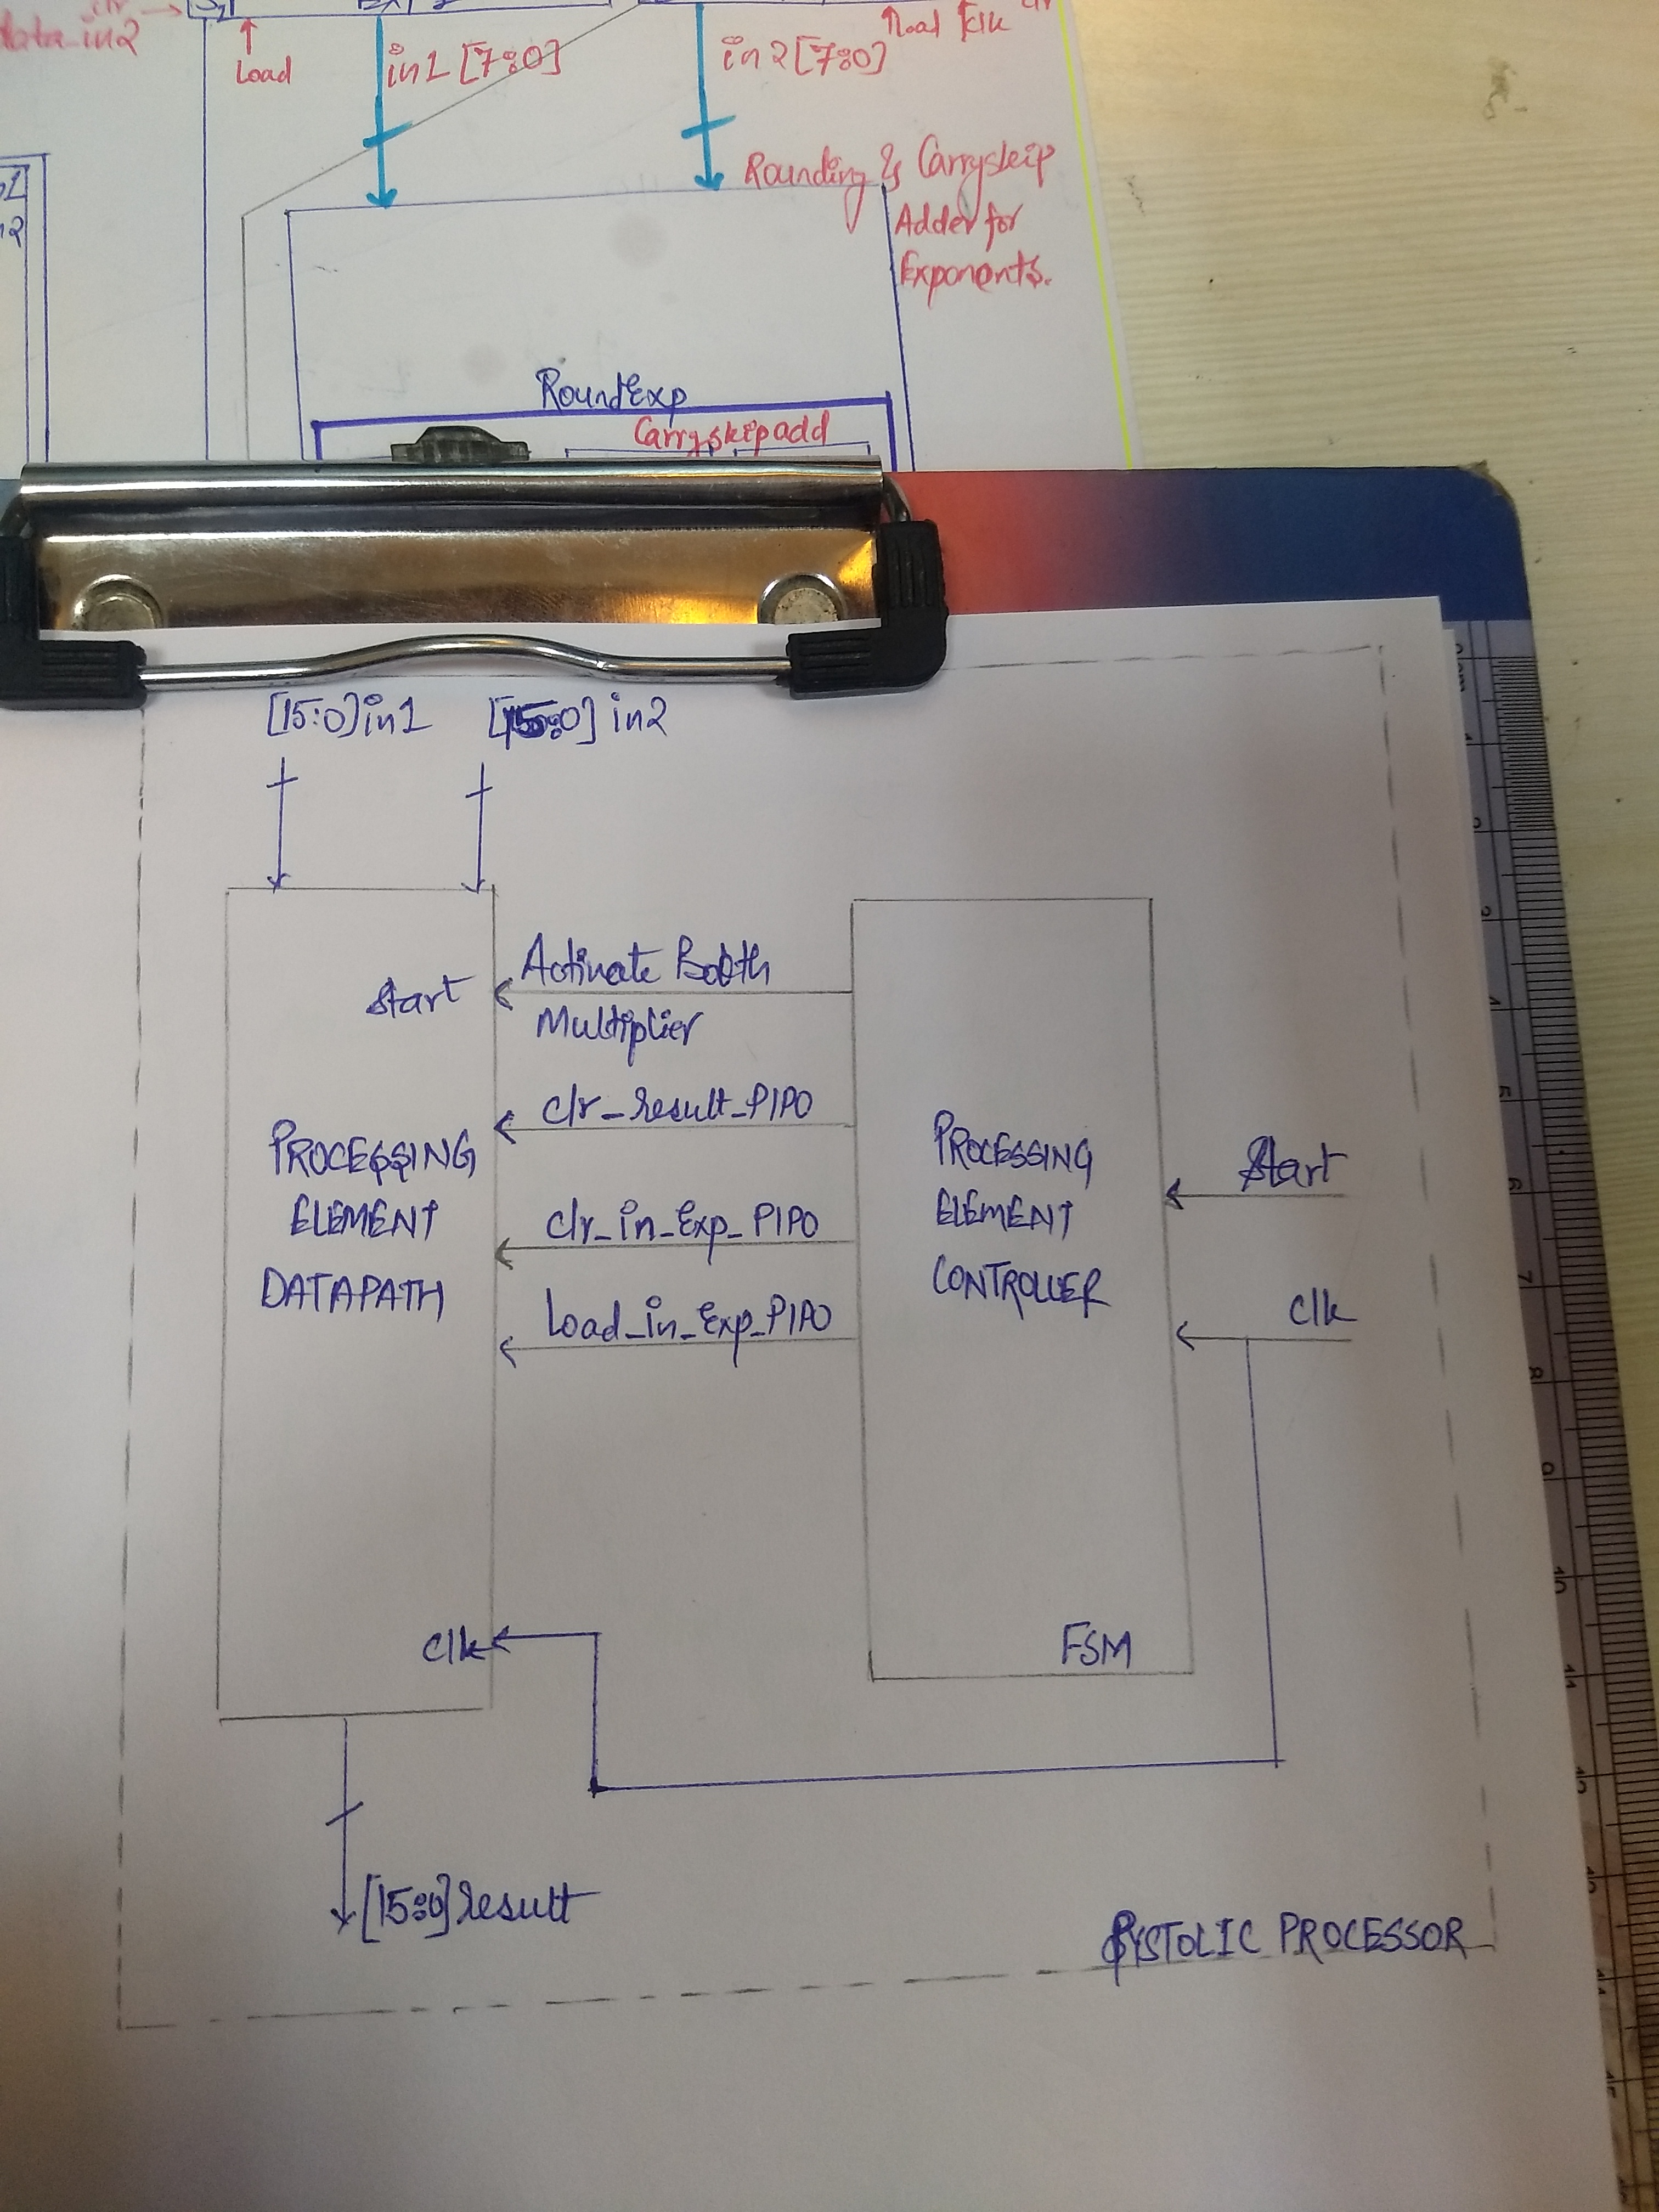 data_in2
Load
in1 [7:0]
in2 [7:0]
Load clk
Rounding & Carryskip
Adder for
Exponents.
RoundExp
Carryskipadd
[15:0] in1 [15:0] in2
Activate Booth
start
Multiplier
clr_result_PIPO
PROCESSING
ELEMENT
DATAPATH
clr_in_Exp_PIPO
Load_in_Exp_PIPO
PROCESSING
ELEMENT
CONTROLLER
Start
clk
clk
FSM
[15:0] result
SYSTOLIC PROCESSOR